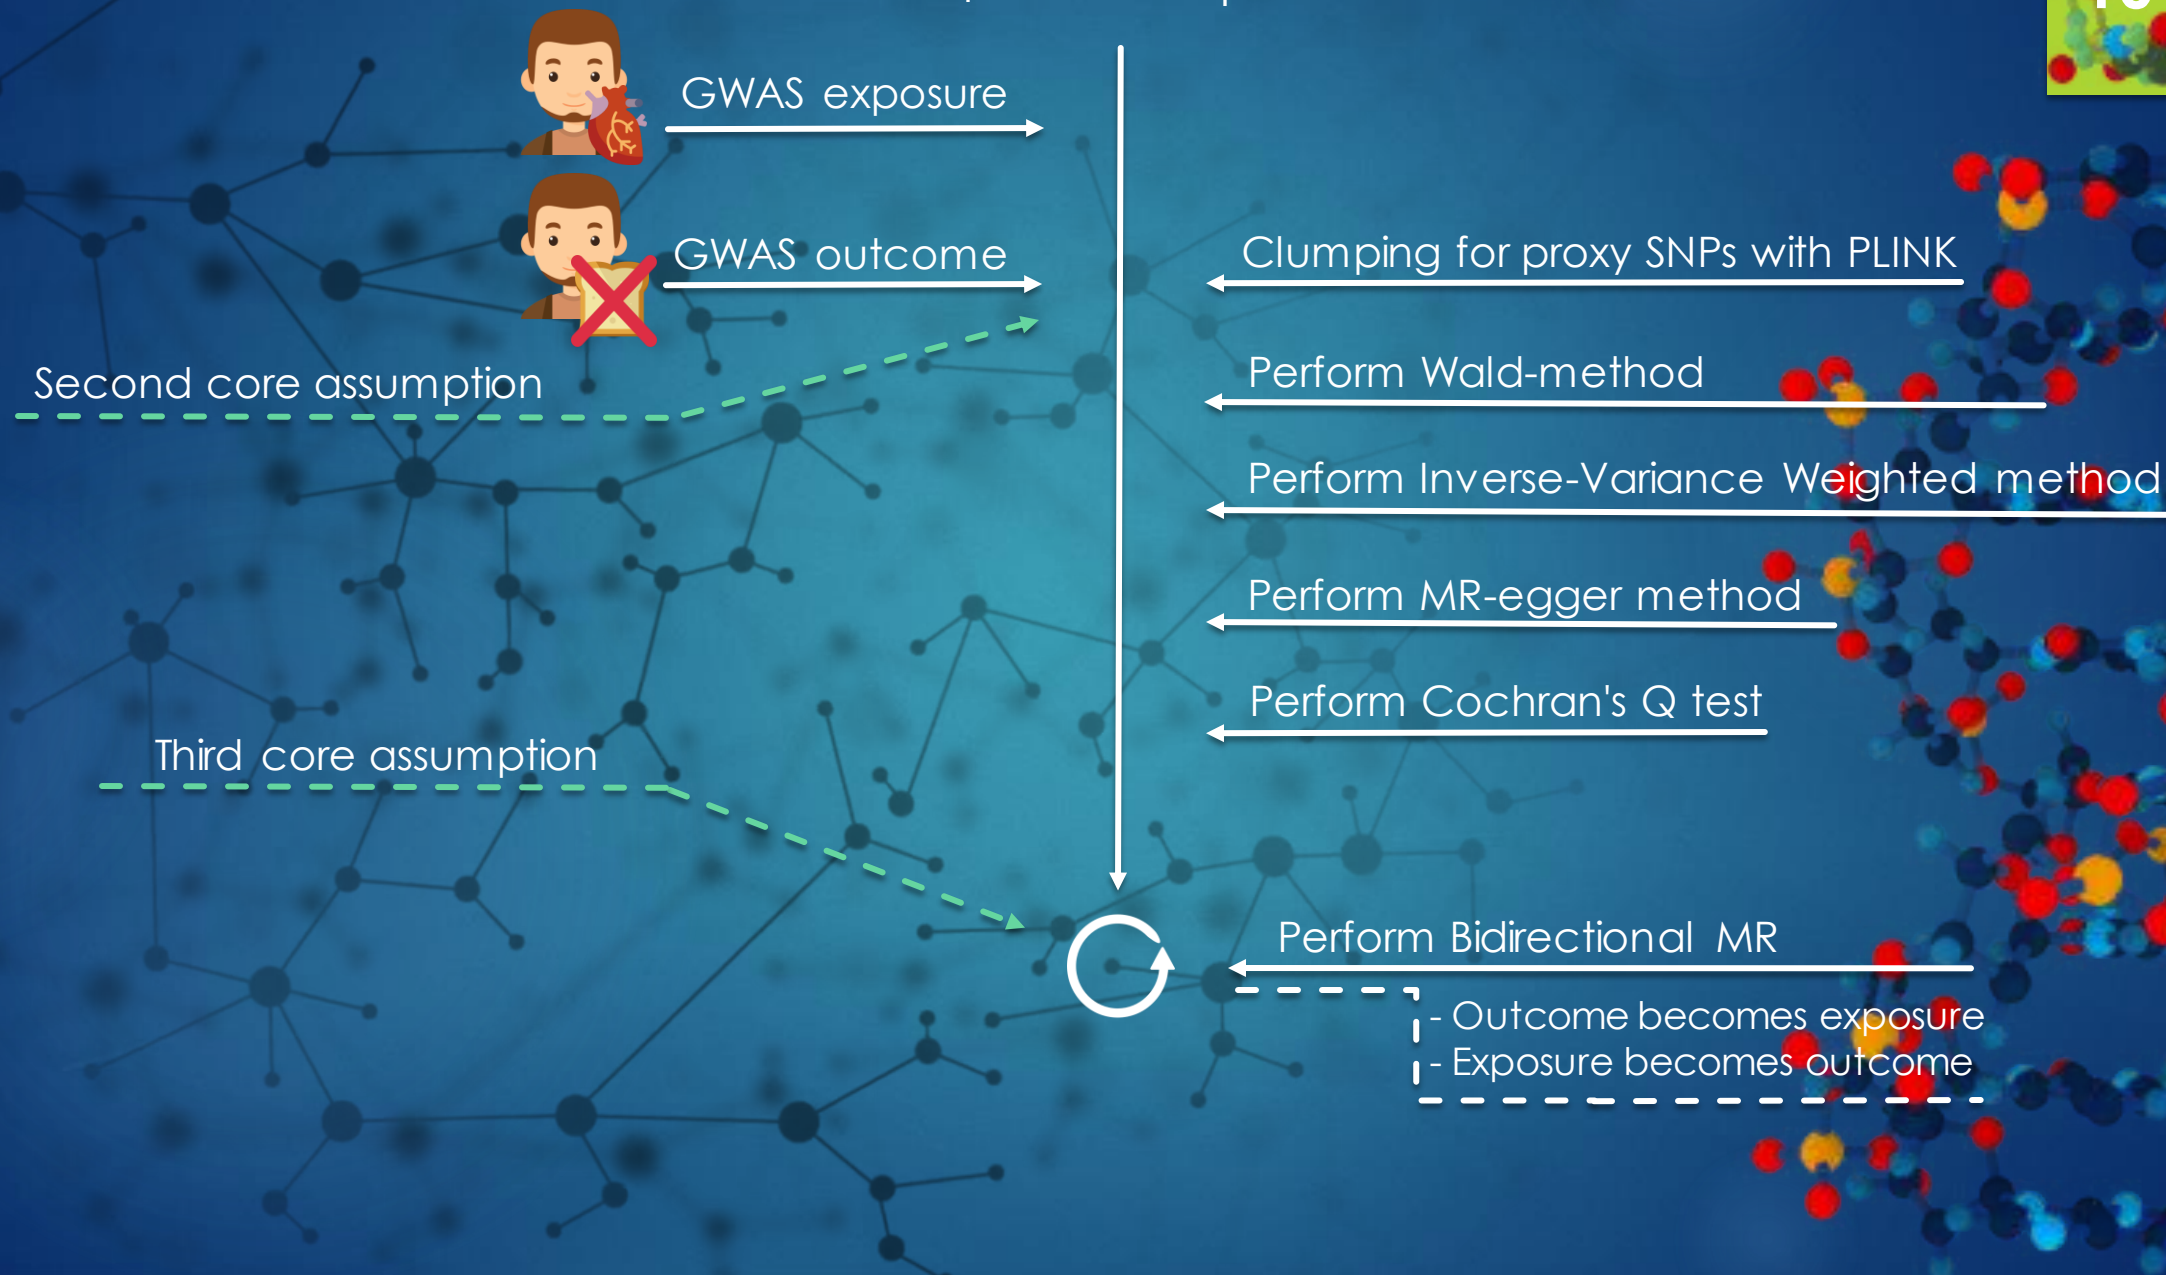 GWAS exposure
GWAS outcome
Clumping for proxy SNPs with PLINK
Second core assumption
Perform Wald-method
Perform Inverse-Variance Weighted method
Perform MR-egger method
Perform Cochran's Q test
Third core assumption
Perform Bidirectional MR
- Outcome becomes exposure
- Exposure becomes outcome